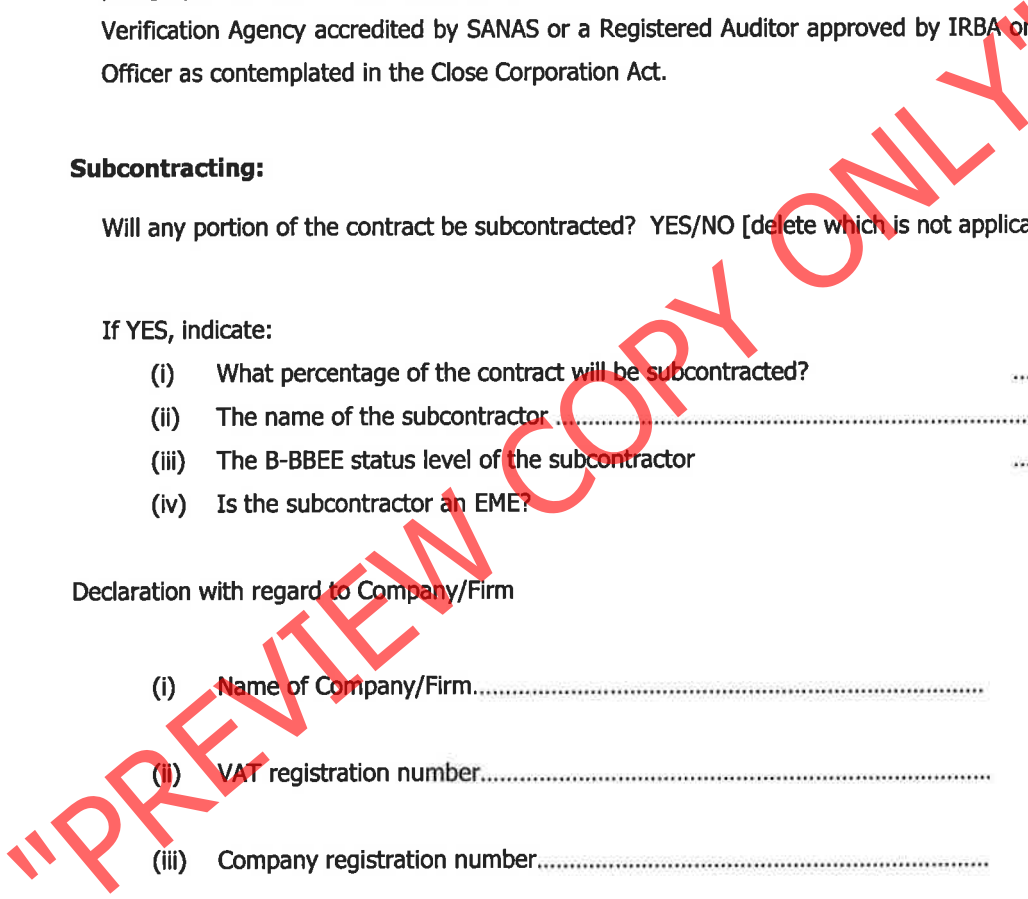 Verification Agency accredited by SANAS or a Registered Auditor approved by IRBA or
Officer as contemplated in the Close Corporation Act.
Subcontracting:
Will any portion of the contract be subcontracted? YES/NO [delete which is not applica
If YES, indicate:
(i) What percentage of the contract will be subcontracted? ...
(ii) The name of the subcontractor ................................................................................
(iii) The B-BBEE status level of the subcontractor ...
(iv) Is the subcontractor an EME?
Declaration with regard to Company/Firm
(i) Name of Company/Firm..............................................................................
(ii) VAT registration number..............................................................................
(iii) Company registration number.....................................................................
"PREVIEW COPY ONLY"